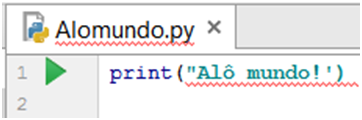 Alomundo.py ×
1 print("Alô mundo!')
2